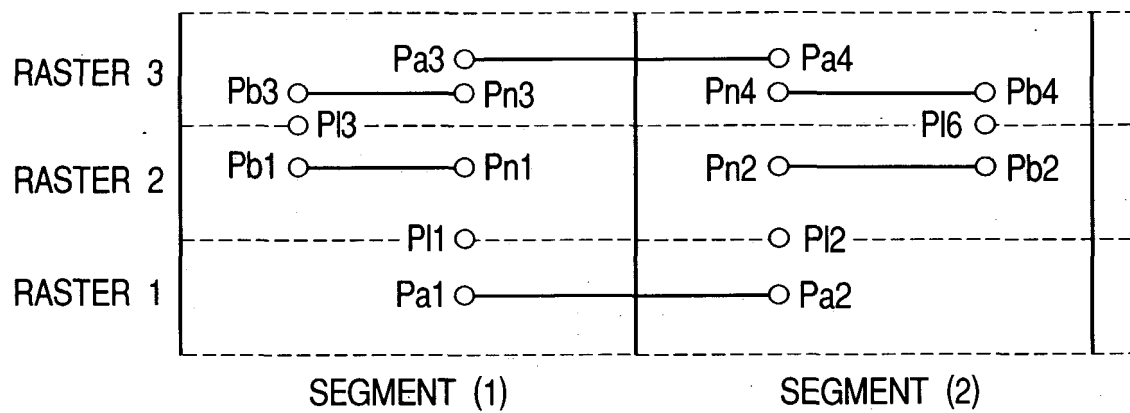 Pa3 Pa4
RASTER 3
Pb3 Pn3 Pn4 Pb4
Pl3 Pl6
RASTER 2
Pb1 Pn1 Pn2 Pb2
Pl1 Pl2
RASTER 1
Pa1 Pa2
SEGMENT (1) SEGMENT (2)